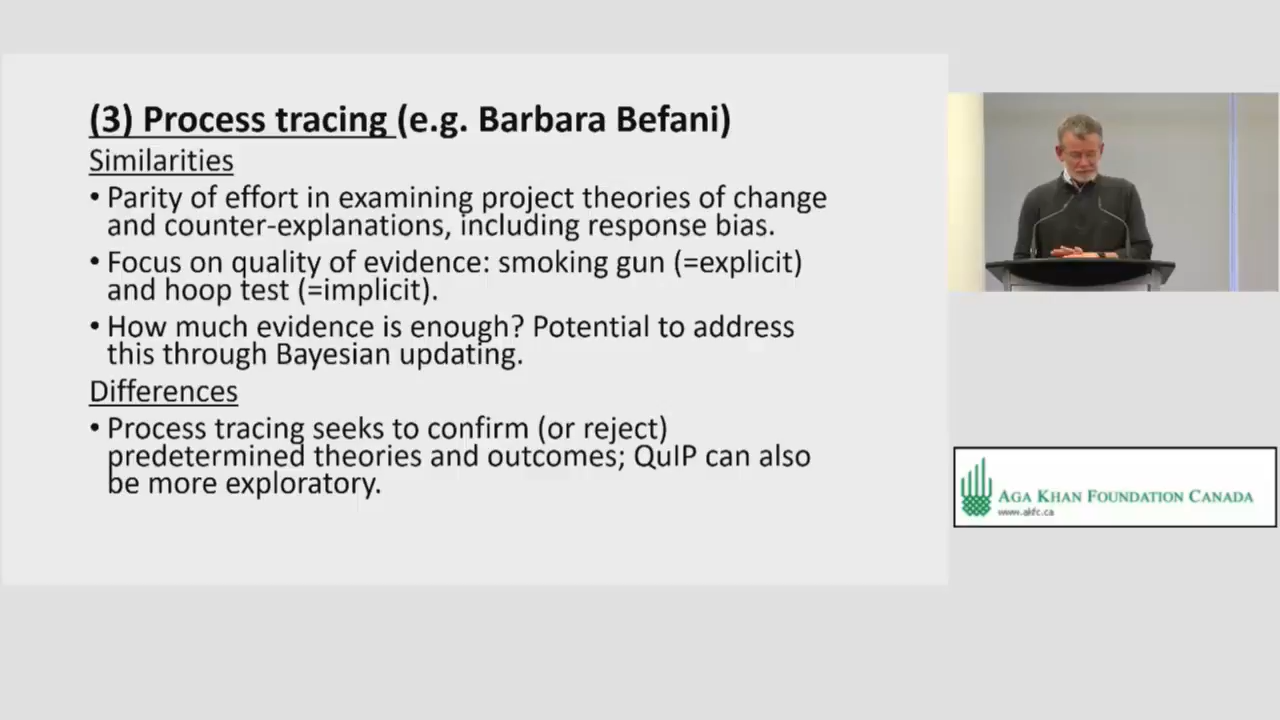 (3) Process tracing (e.g. Barbara Befani)
Similarities
• Parity of effort in examining project theories of change
and counter-explanations, including response bias.
• Focus on quality of evidence: smoking gun (=explicit)
and hoop test (=implicit).
• How much evidence is enough? Potential to address
this through Bayesian updating.
Differences
• Process tracing seeks to confirm (or reject)
predetermined theories and outcomes; QuIP can also
be more exploratory.
AGA KHAN FOUNDATION CANADA
www.akfc.ca